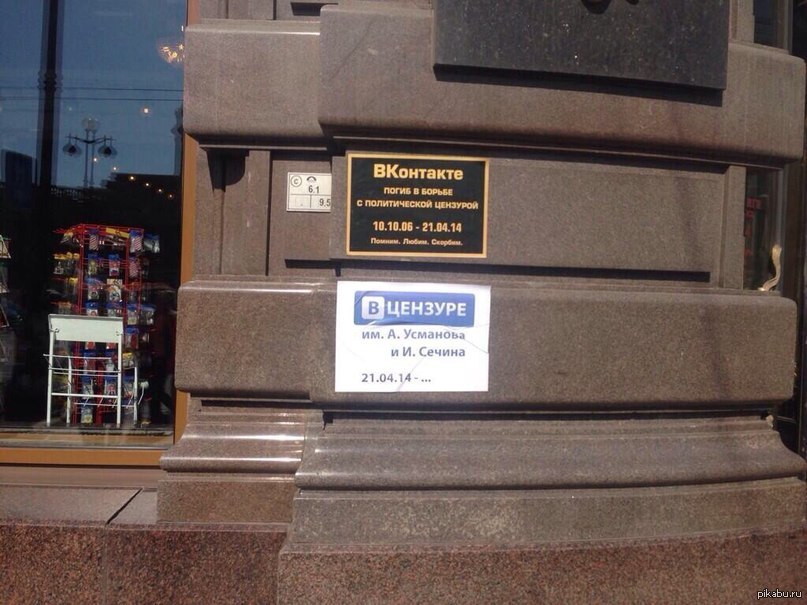 С
6.1
9.5
ВКонтакте
ПОГИБ В БОРЬБЕ
С ПОЛИТИЧЕСКОЙ ЦЕНЗУРОЙ
10.10.06 - 21.04.14
Помним. Любим. Скорбим.
В ЦЕНЗУРЕ
им. А. Усманова
и И. Сечина
21.04.14 - ...
pikabu.ru